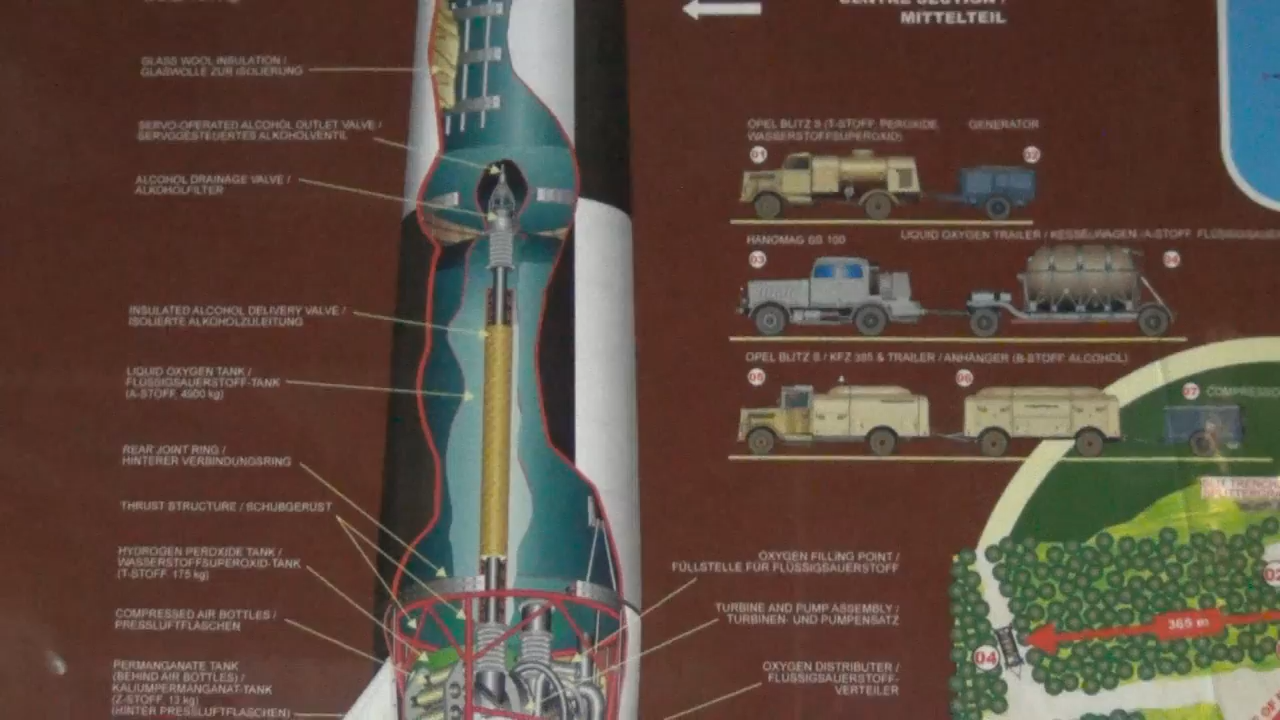 GLASS WOOL INSULATION /
GLASWOLLE ZUR ISOLIERUNG
SERVO-OPERATED ALCOHOL OUTLET VALVE /
SERVOGESTEUERTES ALKOHOLVENTIL
ALCOHOL DRAINAGE VALVE /
ALKOHOLFILTER
INSULATED ALCOHOL DELIVERY VALVE /
ISOLIERTE ALKOHOLZULEITUNG
LIQUID OXYGEN TANK /
FLÜSSIGSAUERSTOFF-TANK
(A-STOFF, 4900 kg)
REAR JOINT RING /
HINTERER VERBINDUNGSRING
THRUST STRUCTURE / SCHUBGERÜST
HYDROGEN PEROXIDE TANK /
WASSERSTOFFSUPEROXID-TANK
(T-STOFF, 175 kg)
COMPRESSED AIR BOTTLES /
PRESSLUFTFLASCHEN
PERMANGANATE TANK
(BEHIND AIR BOTTLES) /
KALIUMPERMANGANAT-TANK
(Z-STOFF, 13 kg)
(HINTER PRESSLUFTFLASCHEN)
CENTRE SECTION /
MITTELTEIL
OPEL BLITZ S (T-STOFF, PEROXIDE,
WASSERSTOFFSUPEROXID)
GENERATOR
01
02
HANOMAG SS 100
LIQUID OXYGEN TRAILER / KESSELWAGEN (A-STOFF,
03
04
OPEL BLITZ S / KFZ 385 & TRAILER / ANHÄNGER (B-STOFF, ALCOHOL)
05
06
07
OXYGEN FILLING POINT /
FÜLLSTELLE FÜR FLÜSSIGSAUERSTOFF
TURBINE AND PUMP ASSEMBLY /
TURBINEN- UND PUMPENSATZ
OXYGEN DISTRIBUTER /
FLÜSSIGSAUERSTOFF-
VERTEILER
365 m
04